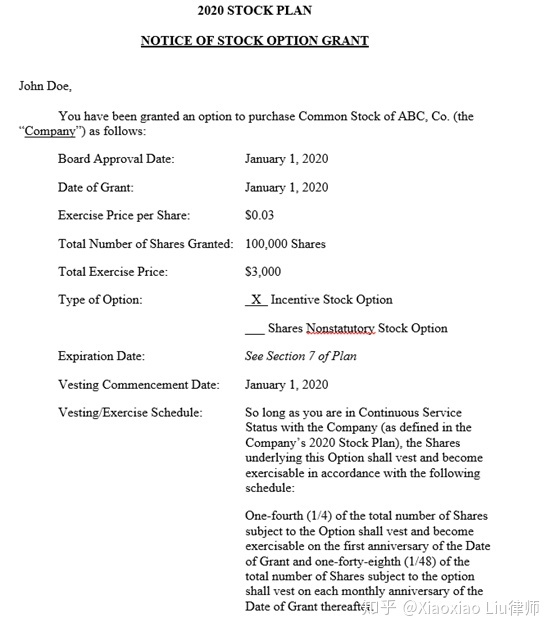 2020 STOCK PLAN
NOTICE OF STOCK OPTION GRANT
John Doe,
You have been granted an option to purchase Common Stock of ABC, Co. (the
“Company”) as follows:
Board Approval Date: January 1, 2020
Date of Grant: January 1, 2020
Exercise Price per Share: $0.03
Total Number of Shares Granted: 100,000 Shares
Total Exercise Price: $3,000
Type of Option: X Incentive Stock Option
___ Shares Nonstatutory Stock Option
Expiration Date: See Section 7 of Plan
Vesting Commencement Date: January 1, 2020
Vesting/Exercise Schedule: So long as you are in Continuous Service
Status with the Company (as defined in the
Company’s 2020 Stock Plan), the Shares
underlying this Option shall vest and become
exercisable in accordance with the following
schedule:
One-fourth (1/4) of the total number of Shares
subject to the Option shall vest and become
exercisable on the first anniversary of the Date
of Grant and one-forty-eighth (1/48) of the
total number of Shares subject to the option
shall vest on each monthly anniversary of the
Date of Grant thereafter.
知乎 @Xiaoxiao Liu律师